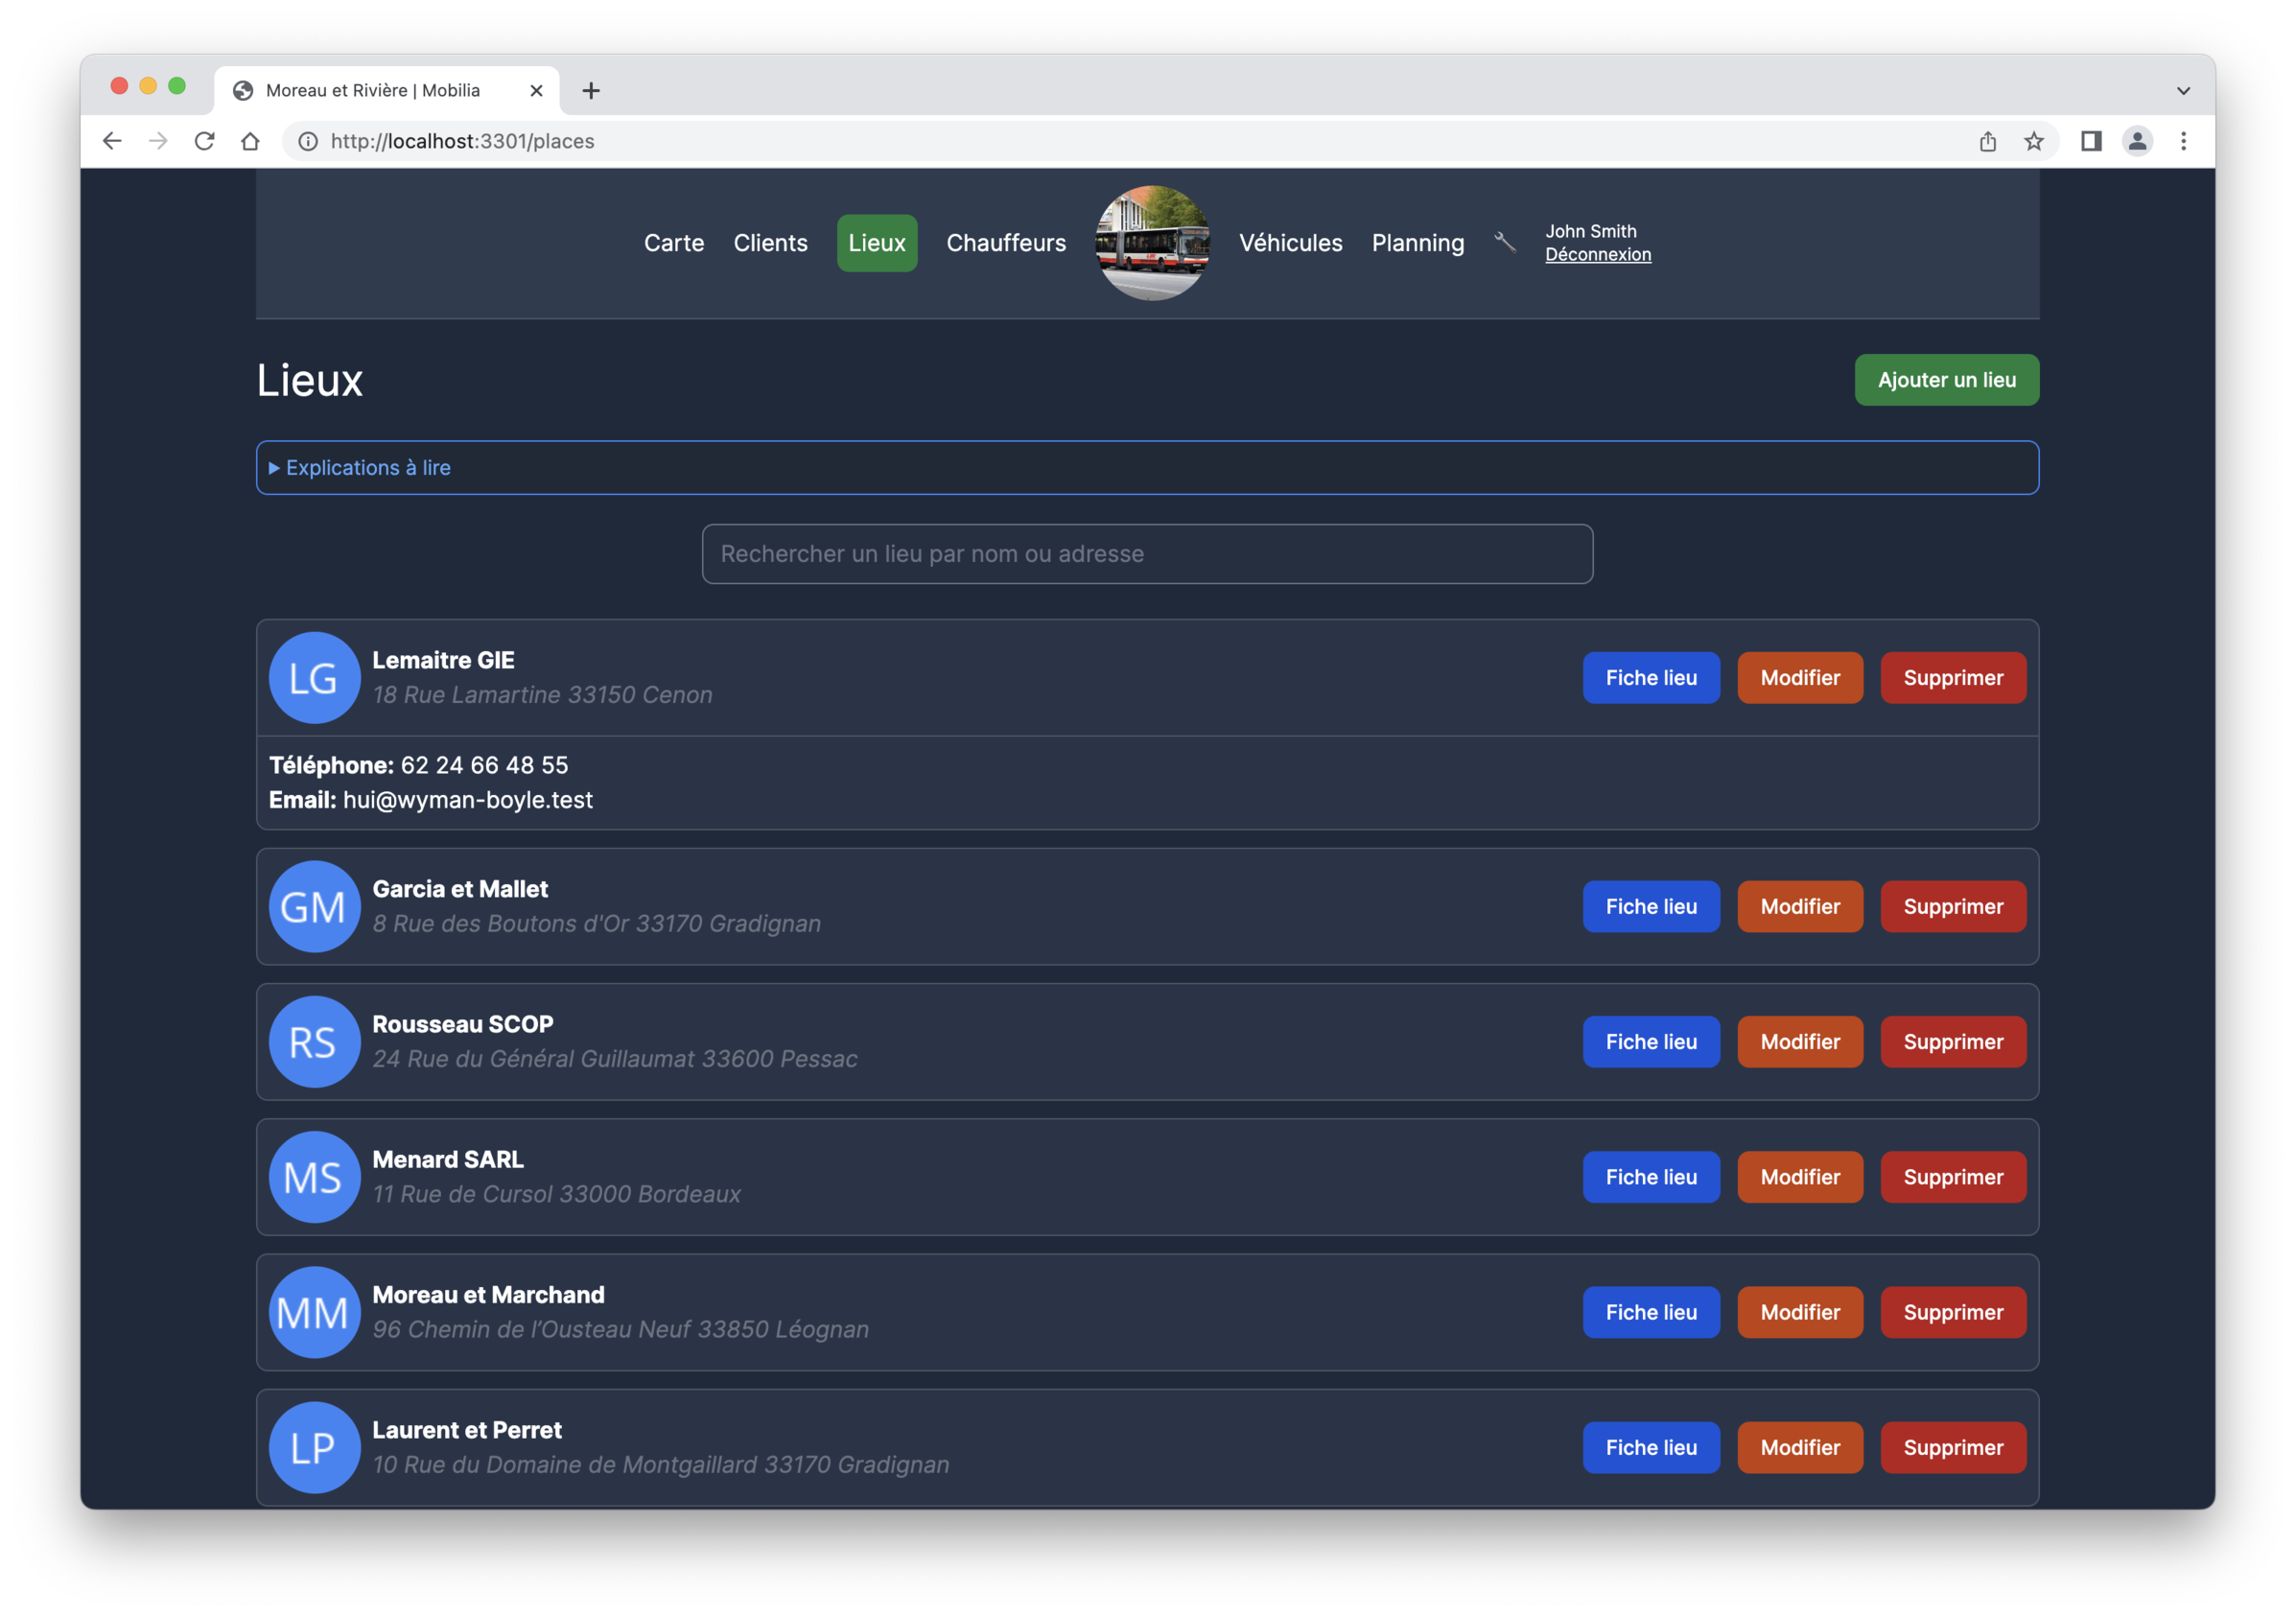 Moreau et Rivière | Mobilia
http://localhost:3301/places
Carte Clients Lieux Chauffeurs Véhicules Planning John Smith
Déconnexion
Lieux
Ajouter un lieu
Explications à lire
Rechercher un lieu par nom ou adresse
LG
Lemaitre GIE
18 Rue Lamartine 33150 Cenon
Fiche lieu Modifier Supprimer
Téléphone: 62 24 66 48 55
Email: hui@wyman-boyle.test
GM
Garcia et Mallet
8 Rue des Boutons d'Or 33170 Gradignan
Fiche lieu Modifier Supprimer
RS
Rousseau SCOP
24 Rue du Général Guillaumat 33600 Pessac
Fiche lieu Modifier Supprimer
MS
Menard SARL
11 Rue de Cursol 33000 Bordeaux
Fiche lieu Modifier Supprimer
MM
Moreau et Marchand
96 Chemin de l’Ousteau Neuf 33850 Léognan
Fiche lieu Modifier Supprimer
LP
Laurent et Perret
10 Rue du Domaine de Montgaillard 33170 Gradignan
Fiche lieu Modifier Supprimer